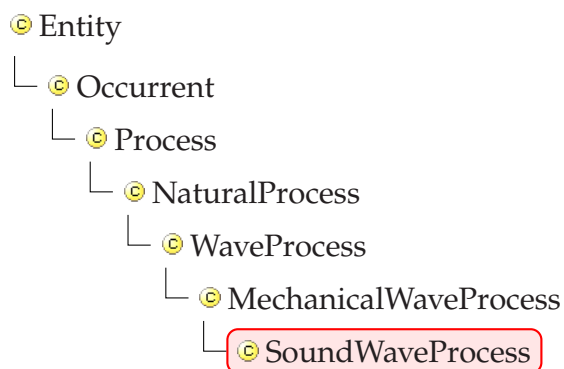 Entity
Occurrent
Process
NaturalProcess
WaveProcess
MechanicalWaveProcess
SoundWaveProcess